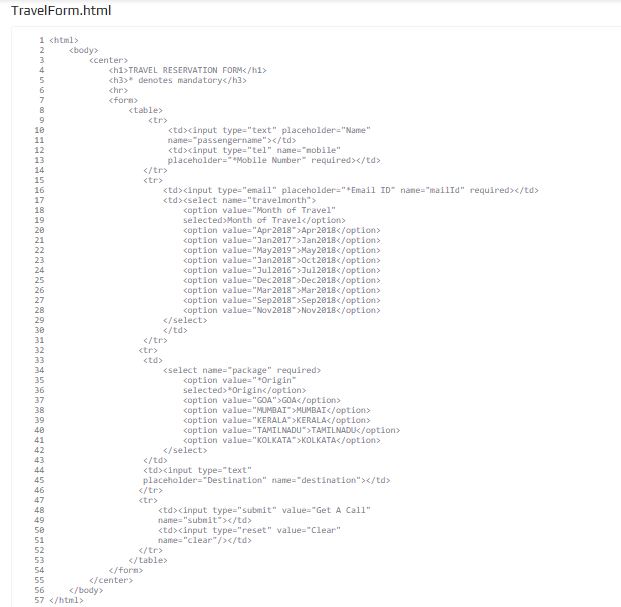 TravelForm.html
1 <html>
2 <body>
3 <center>
4 <h1>TRAVEL RESERVATION FORM</h1>
5 <h3>* denotes mandatory</h3>
6 <hr>
7 <form>
8 <table>
9 <tr>
10 <td><input type="text" placeholder="Name"
11 name="passengername"></td>
12 <td><input type="tel" name="mobile"
13 placeholder="*Mobile Number" required></td>
14 </tr>
15 <tr>
16 <td><input type="email" placeholder="*Email ID" name="mailId" required></td>
17 <td><select name="travelmonth">
18 <option value="Month of Travel"
19 selected>Month of Travel</option>
20 <option value="Apr2018">Apr2018</option>
21 <option value="Jan2017">Jan2018</option>
22 <option value="May2019">May2018</option>
23 <option value="Jan2018">Oct2018</option>
24 <option value="Jul2016">Jul2018</option>
25 <option value="Dec2018">Dec2018</option>
26 <option value="Mar2018">Mar2018</option>
27 <option value="Sep2018">Sep2018</option>
28 <option value="Nov2018">Nov2018</option>
29 </select>
30 </td>
31 </tr>
32 <tr>
33 <td>
34 <select name="package" required>
35 <option value="*Origin"
36 selected>*Origin</option>
37 <option value="GOA">GOA</option>
38 <option value="MUMBAI">MUMBAI</option>
39 <option value="KERALA">KERALA</option>
40 <option value="TAMILNADU">TAMILNADU</option>
41 <option value="KOLKATA">KOLKATA</option>
42 </select>
43 </td>
44 <td><input type="text"
45 placeholder="Destination" name="destination"></td>
46 </tr>
47 <tr>
48 <td><input type="submit" value="Get A Call"
49 name="submit"></td>
50 <td><input type="reset" value="Clear"
51 name="clear"/></td>
52 </tr>
53 </table>
54 </form>
55 </center>
56 </body>
57 </html>